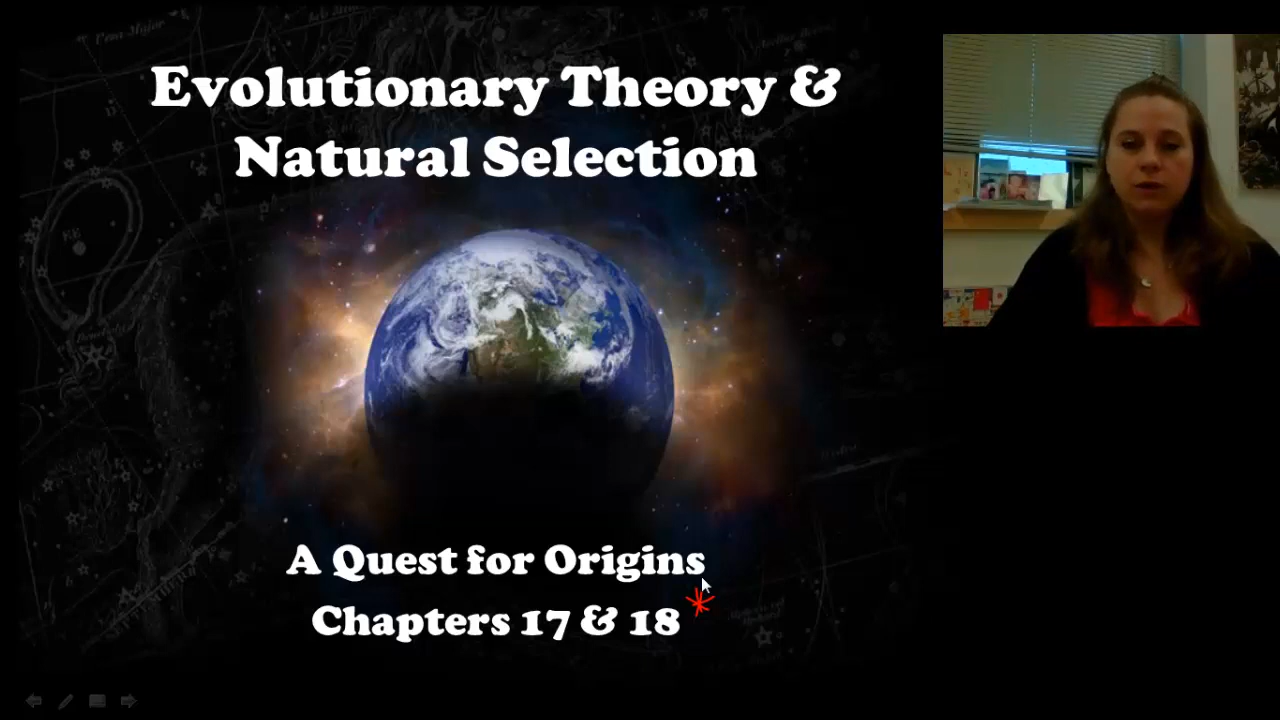 Evolutionary Theory &
Natural Selection
A Quest for Origins
Chapters 17 & 18